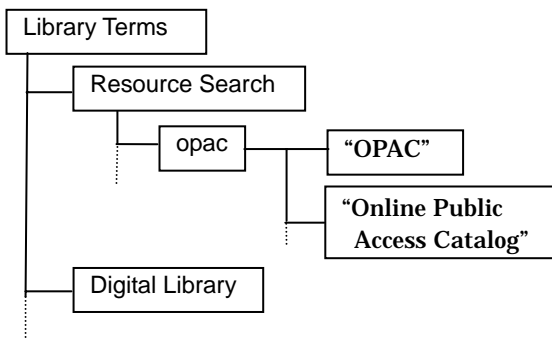 Library Terms
Resource Search
opac
“OPAC”
“Online Public
Access Catalog”
Digital Library